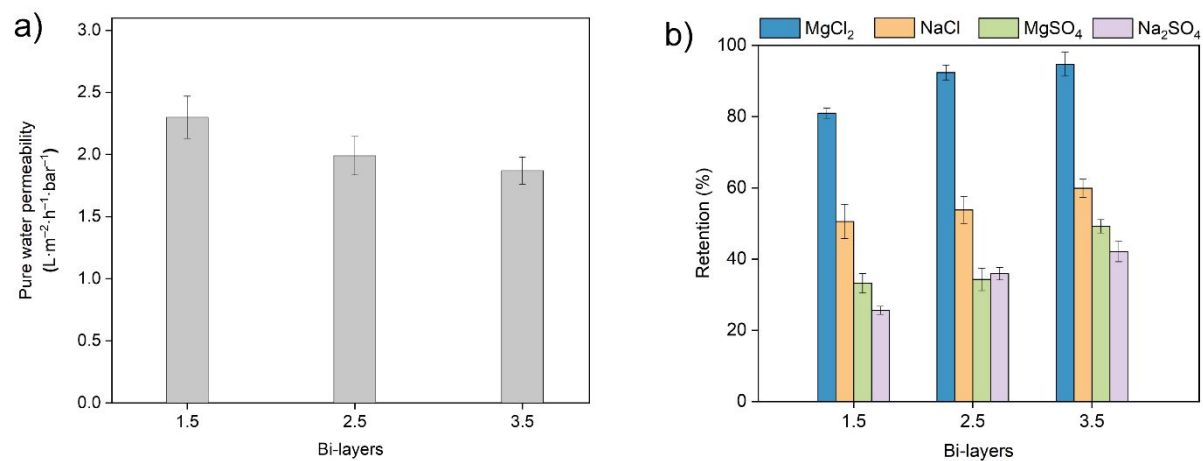 a)
Pure water permeability
(L·m⁻²·h⁻¹·bar⁻¹)
3.0
2.5
2.0
1.5
1.0
0.5
0.0
1.5 2.5 3.5
Bi-layers
b)
MgCl₂ NaCl MgSO₄ Na₂SO₄
Retention (%)
100
80
60
40
20
0
1.5 2.5 3.5
Bi-layers